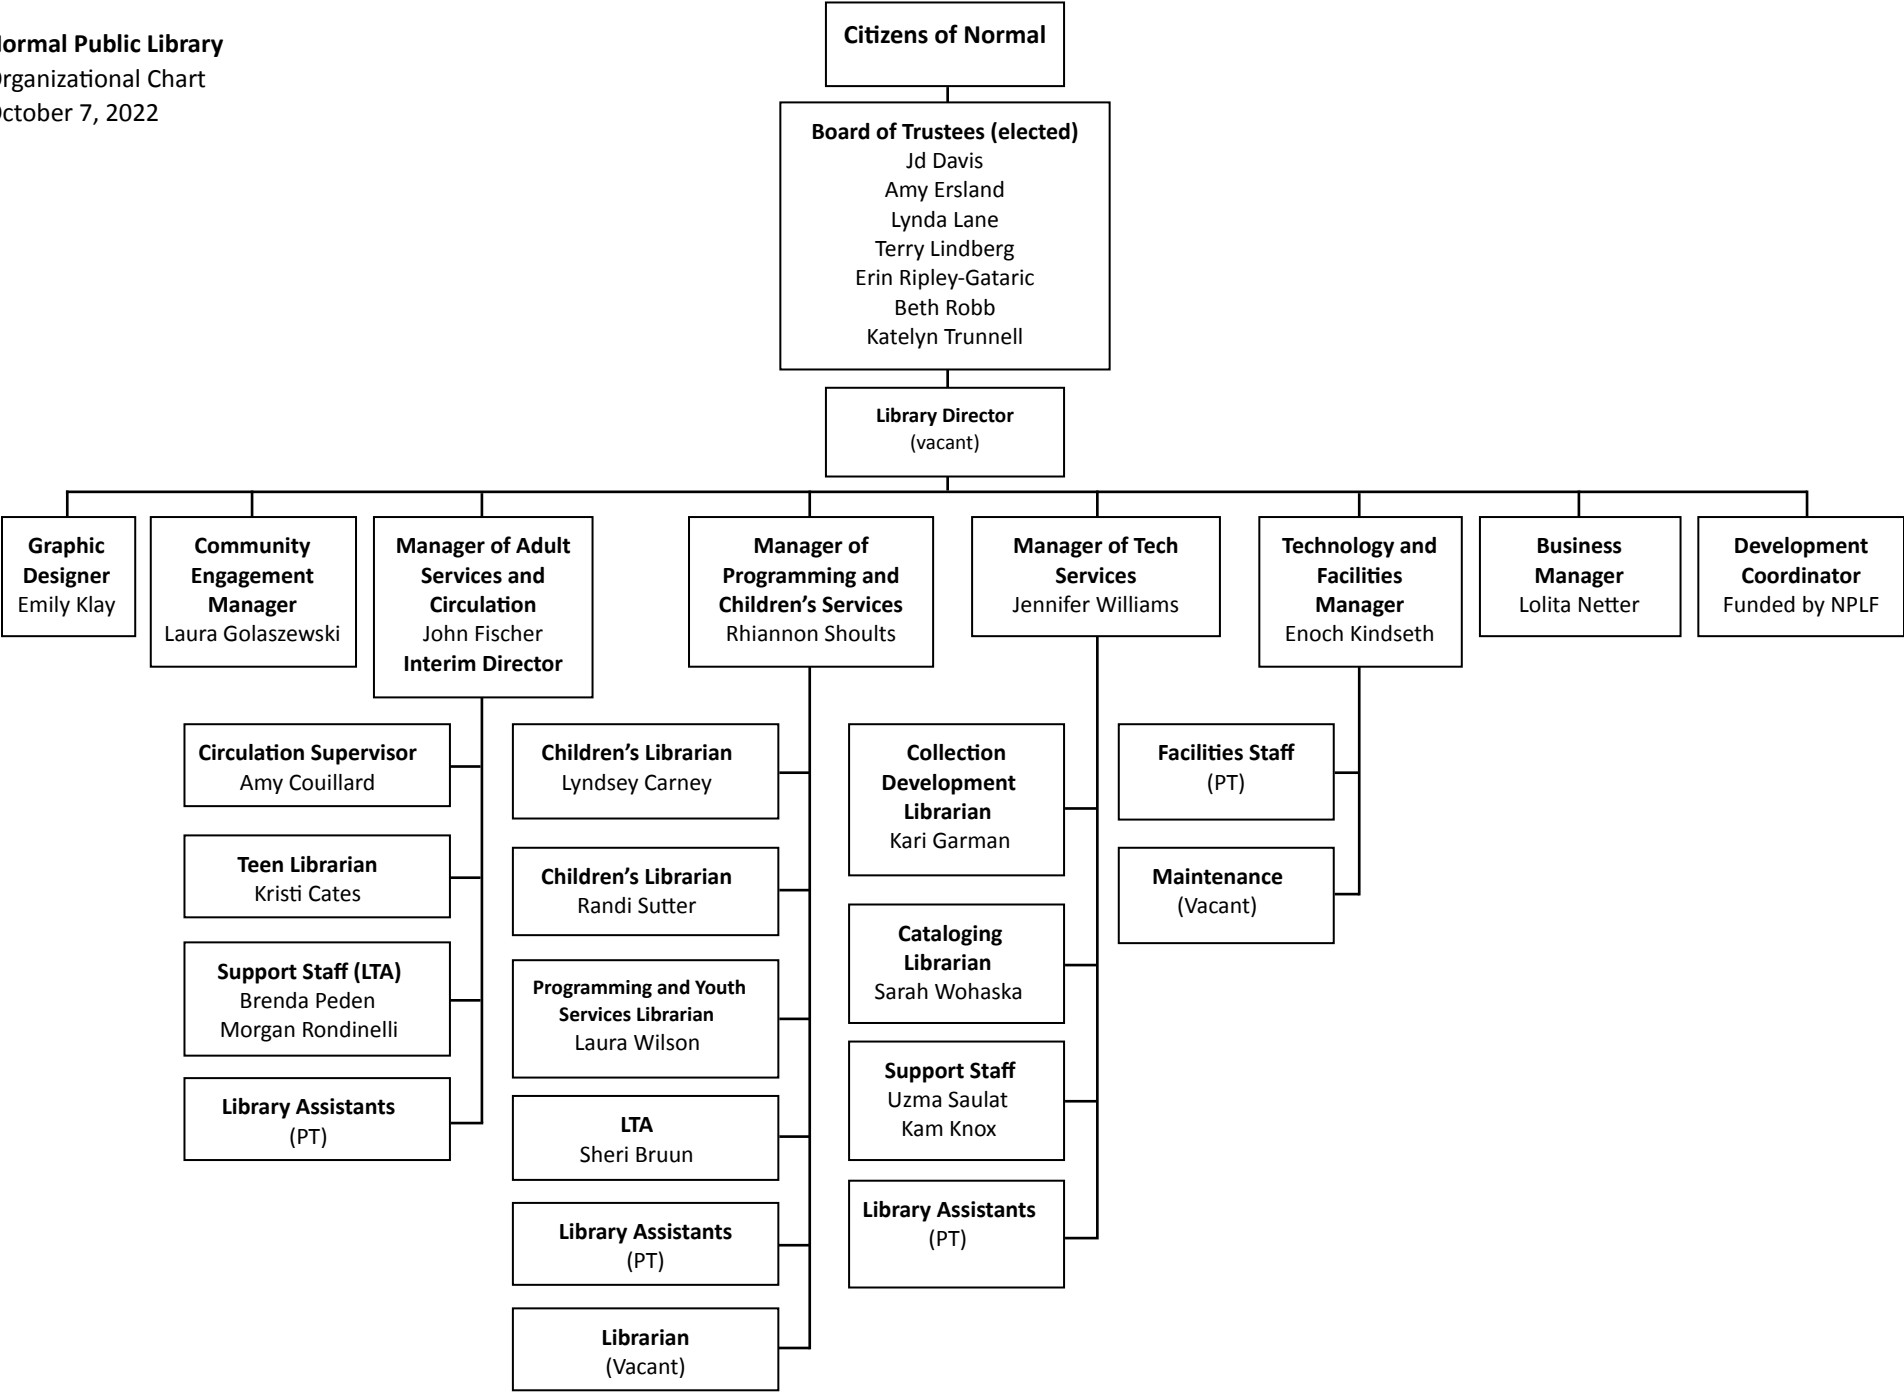 ormal Public Library
rganizational Chart
ctober 7, 2022
Citizens of Normal
Board of Trustees (elected)
Jd Davis
Amy Ersland
Lynda Lane
Terry Lindberg
Erin Ripley-Gataric
Beth Robb
Katelyn Trunnell
Library Director
(vacant)
Graphic
Designer
Emily Klay
Community
Engagement
Manager
Laura Golaszewski
Manager of Adult
Services and
Circulation
John Fischer
Interim Director
Manager of
Programming and
Children’s Services
Rhiannon Shoults
Manager of Tech
Services
Jennifer Williams
Technology and
Facilities
Manager
Enoch Kindseth
Business
Manager
Lolita Netter
Development
Coordinator
Funded by NPLF
Circulation Supervisor
Amy Couillard
Teen Librarian
Kristi Cates
Support Staff (LTA)
Brenda Peden
Morgan Rondinelli
Library Assistants
(PT)
Children’s Librarian
Lyndsey Carney
Children’s Librarian
Randi Sutter
Programming and Youth
Services Librarian
Laura Wilson
LTA
Sheri Bruun
Library Assistants
(PT)
Librarian
(Vacant)
Collection
Development
Librarian
Kari Garman
Cataloging
Librarian
Sarah Wohaska
Support Staff
Uzma Saulat
Kam Knox
Library Assistants
(PT)
Facilities Staff
(PT)
Maintenance
(Vacant)